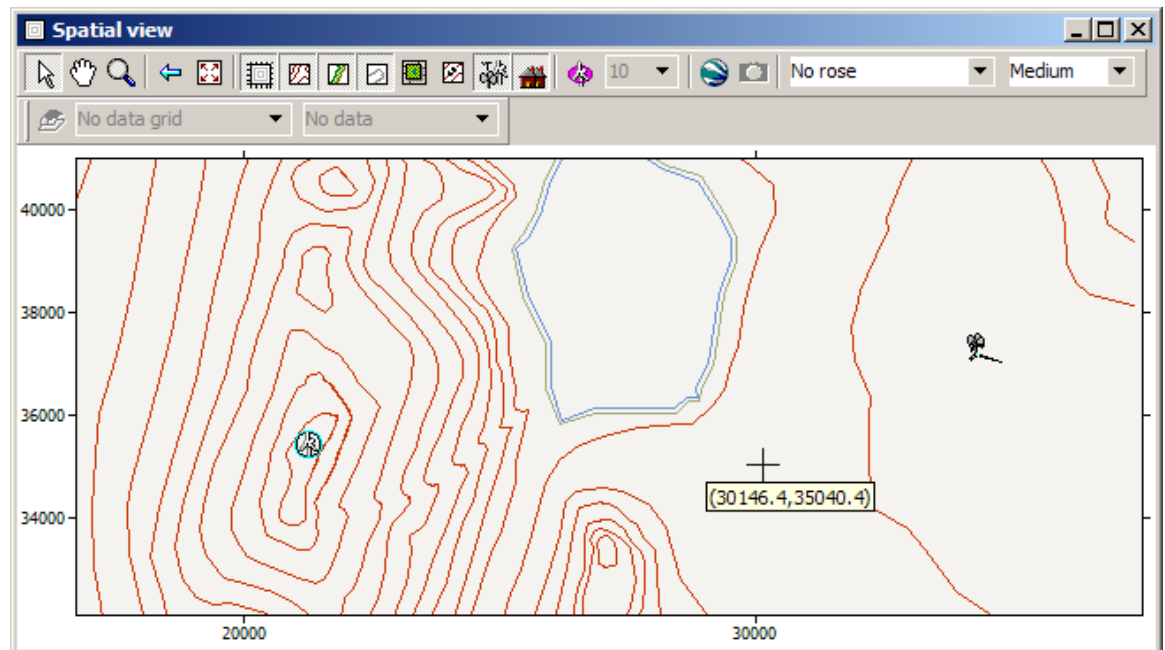 Spatial view
10 No rose Medium
No data grid No data
40000
38000
36000
(30146.4,35040.4)
34000
20000 30000